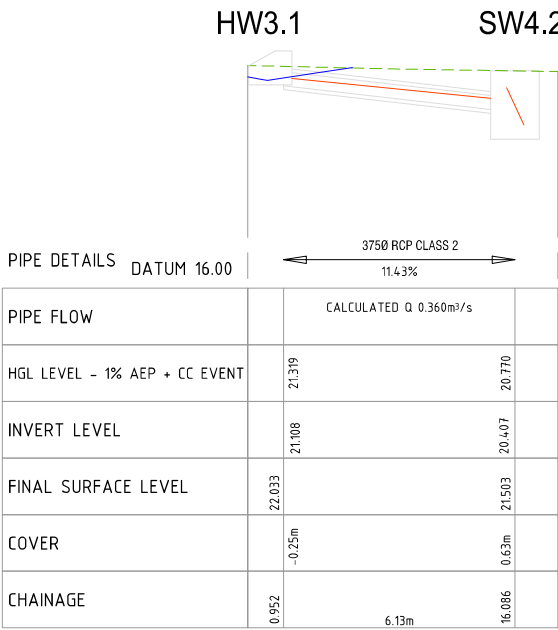 HW3.1 SW4.2
PIPE DETAILS DATUM 16.00 375Ø RCP CLASS 2
11.43%
PIPE FLOW CALCULATED Q 0.360m³/s
HGL LEVEL - 1% AEP + CC EVENT 21.319 20.770
INVERT LEVEL 21.108 20.407
FINAL SURFACE LEVEL 22.033 21.503
COVER -0.25m 0.63m
CHAINAGE 0.952 6.13m 16.086